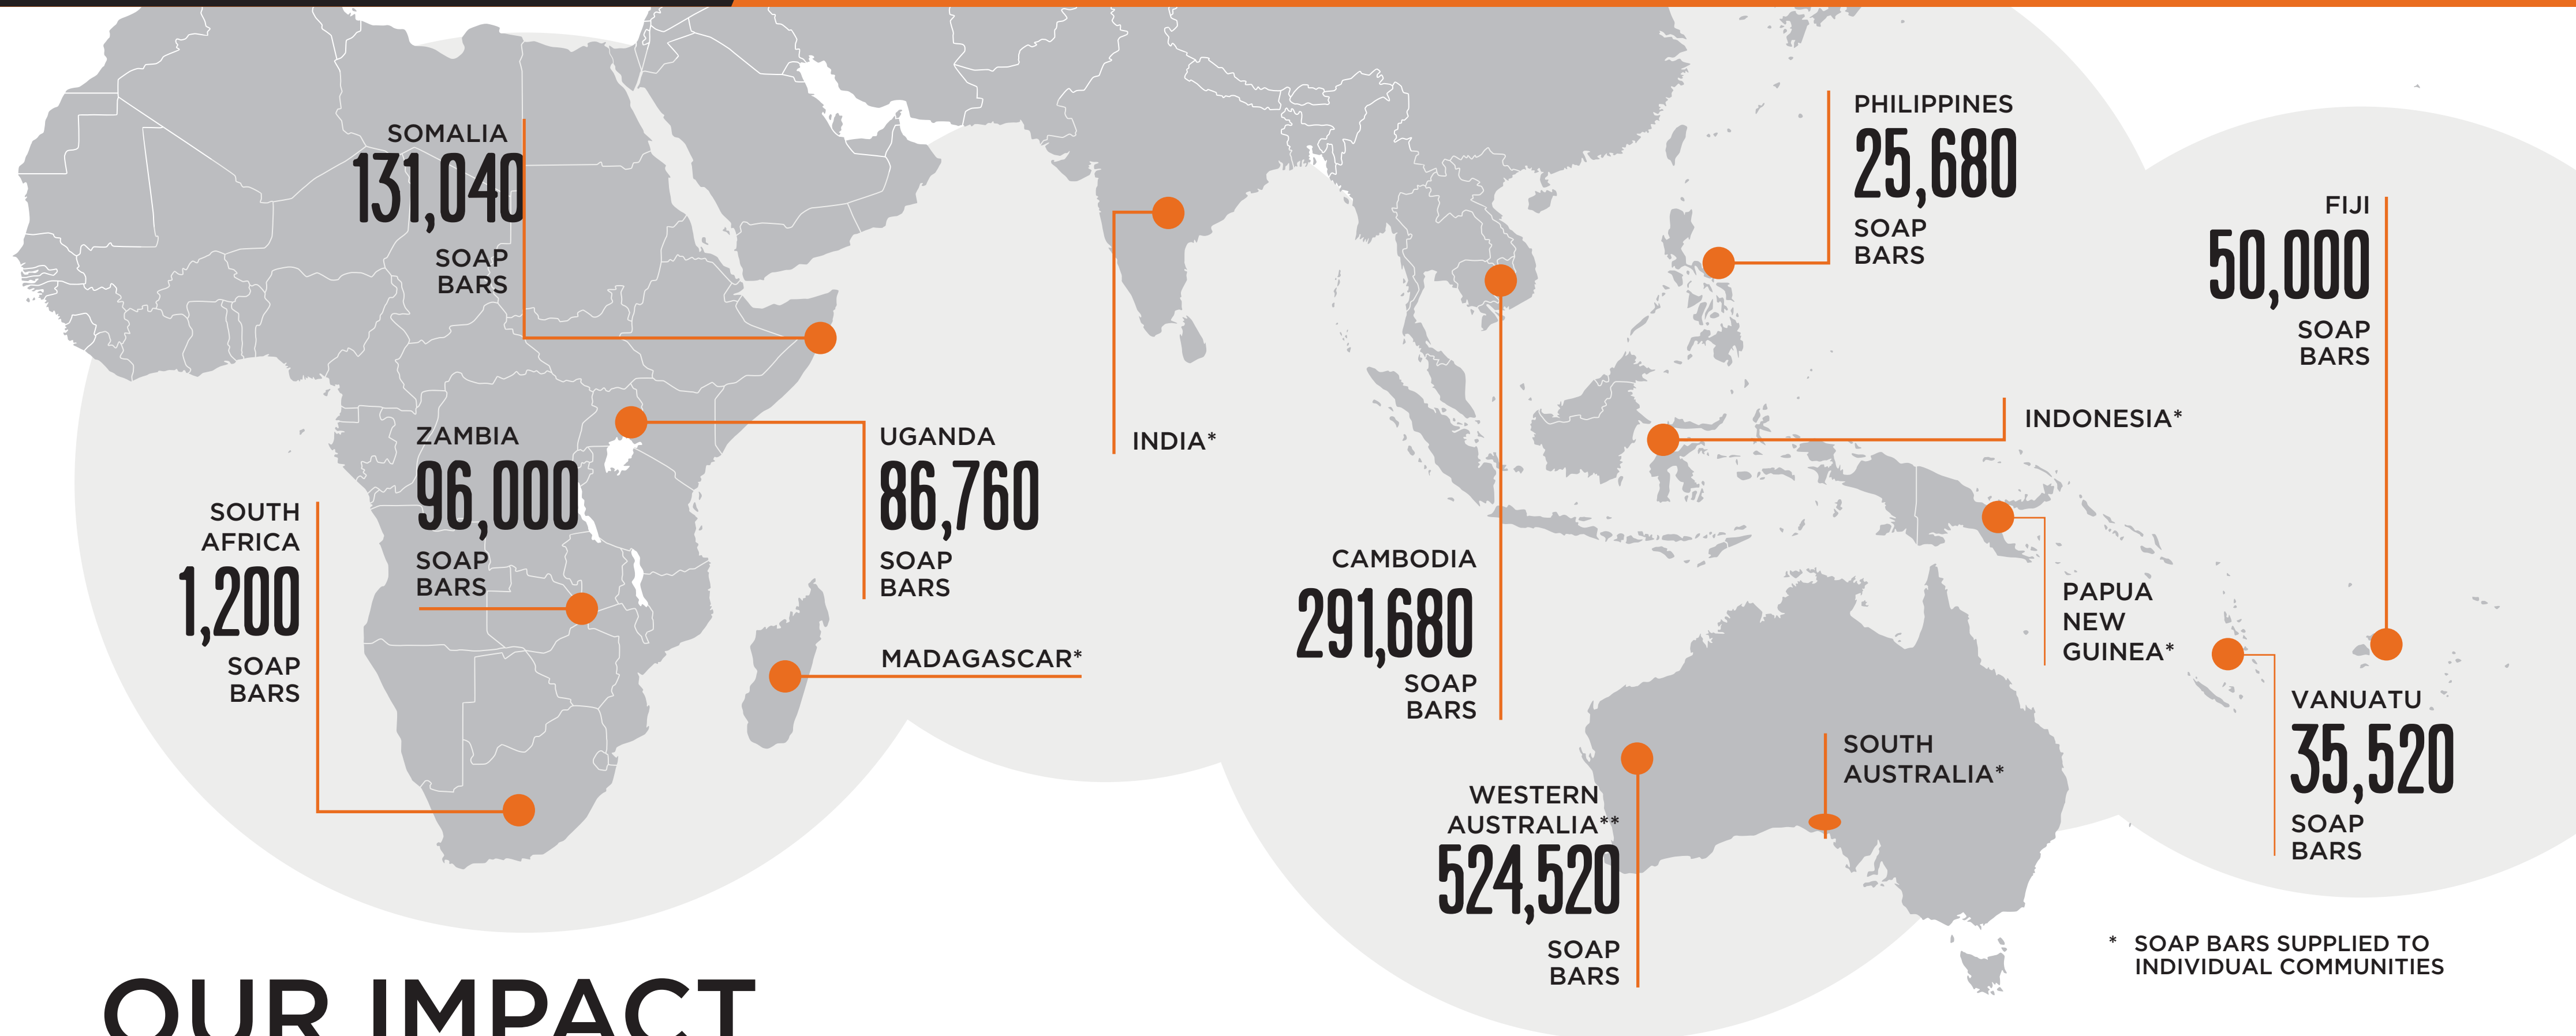 SOMALIA
131,040
SOAP
BARS
ZAMBIA
96,000
SOAP
BARS
SOUTH
AFRICA
1,200
SOAP
BARS
UGANDA
86,760
SOAP
BARS
MADAGASCAR*
INDIA*
CAMBODIA
291,680
SOAP
BARS
PHILIPPINES
25,680
SOAP
BARS
INDONESIA*
PAPUA
NEW
GUINEA*
FIJI
50,000
SOAP
BARS
VANUATU
35,520
SOAP
BARS
SOUTH
AUSTRALIA*
WESTERN
AUSTRALIA**
524,520
SOAP
BARS
* SOAP BARS SUPPLIED TO
INDIVIDUAL COMMUNITIES
OUR IMPACT